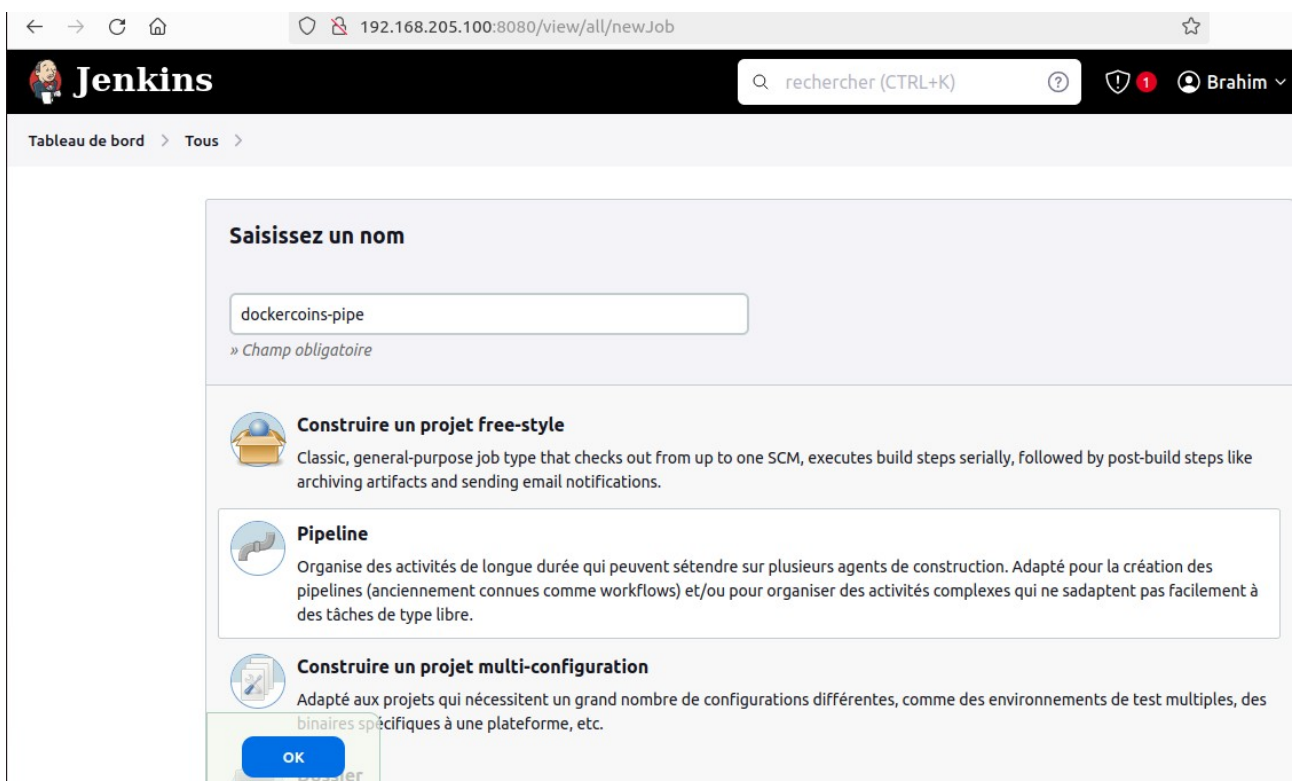 192.168.205.100:8080/view/all/newJob
Jenkins
rechercher (CTRL+K)
1
Brahim
Tableau de bord > Tous >
Saisissez un nom
dockercoins-pipe
» Champ obligatoire
Construire un projet free-style
Classic, general-purpose job type that checks out from up to one SCM, executes build steps serially, followed by post-build steps like
archiving artifacts and sending email notifications.
Pipeline
Organise des activités de longue durée qui peuvent sétendre sur plusieurs agents de construction. Adapté pour la création des
pipelines (anciennement connues comme workflows) et/ou pour organiser des activités complexes qui ne sadaptent pas facilement à
des tâches de type libre.
Construire un projet multi-configuration
Adapté aux projets qui nécessitent un grand nombre de configurations différentes, comme des environnements de test multiples, des
binaires spécifiques à une plateforme, etc.
OK
Dossier